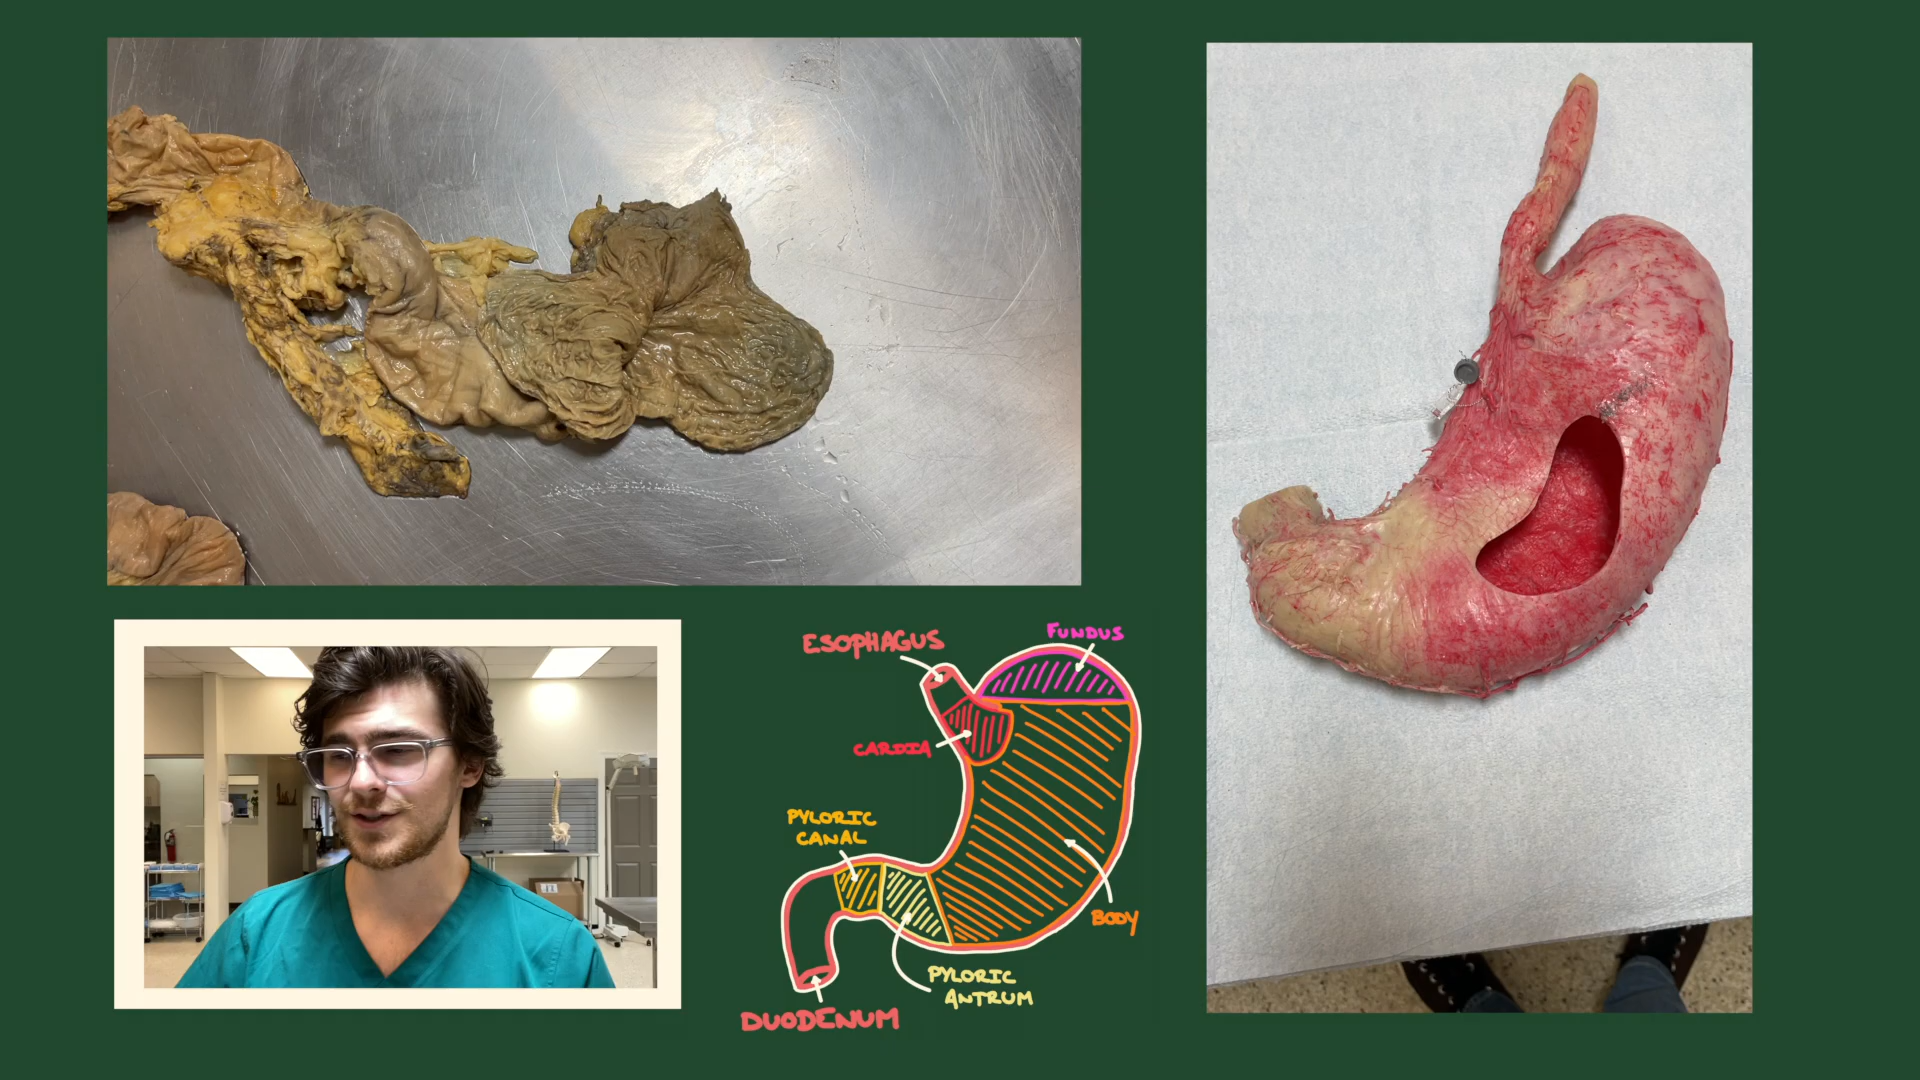 ESOPHAGUS
FUNDUS
CARDIA
PYLORIC
CANAL
BODY
PYLORIC
ANTRUM
DUODENUM